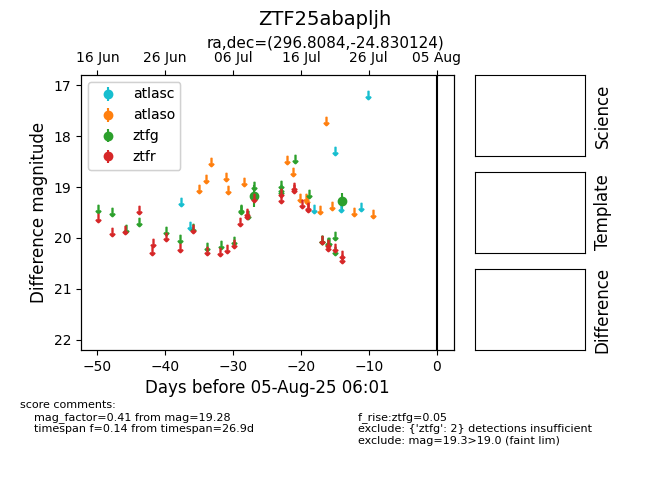 ZTF25abapljh
ra,dec=(296.8084,-24.830124)
16 Jun 26 Jun 06 Jul 16 Jul 26 Jul 05 Aug
17
18
19
20
21
22
Difference magnitude
atlasc
atlaso
ztfg
ztfr
−50 −40 −30 −20 −10 0
Days before 05-Aug-25 06:01
Science
Template
Difference
score comments:
mag_factor=0.41 from mag=19.28
timespan f=0.14 from timespan=26.9d
f_rise:ztfg=0.05
exclude: {'ztfg': 2} detections insufficient
exclude: mag=19.3>19.0 (faint lim)